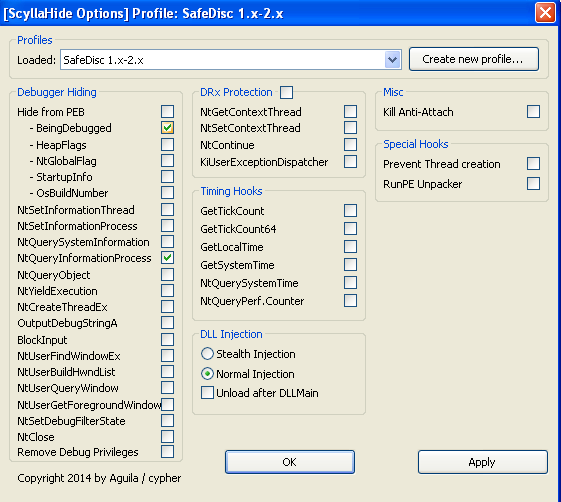 [ScyllaHide Options] Profile: SafeDisc 1.x-2.x
Profiles
Loaded: SafeDisc 1.x-2.x Create new profile...
Debugger Hiding
Hide from PEB
- BeingDebugged
- HeapFlags
- NtGlobalFlag
- StartupInfo
- OsBuildNumber
NtSetInformationThread
NtSetInformationProcess
NtQuerySystemInformation
NtQueryInformationProcess
NtQueryObject
NtYieldExecution
NtCreateThreadEx
OutputDebugStringA
BlockInput
NtUserFindWindowEx
NtUserBuildHwndList
NtUserQueryWindow
NtUserGetForegroundWindow
NtSetDebugFilterState
NtClose
Remove Debug Privileges
DRx Protection
NtGetContextThread
NtSetContextThread
NtContinue
KiUserExceptionDispatcher
Timing Hooks
GetTickCount
GetTickCount64
GetLocalTime
GetSystemTime
NtQuerySystemTime
NtQueryPerf.Counter
DLL Injection
Stealth Injection
Normal Injection
Unload after DLLMain
Misc
Kill Anti-Attach
Special Hooks
Prevent Thread creation
RunPE Unpacker
OK
Apply
Copyright 2014 by Aguila / cypher